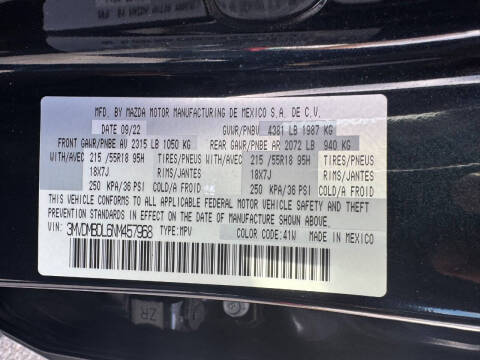 MFD. BY MAZDA MOTOR MANUFACTURING DE MEXICO S.A. DE C.V.
DATE 09/22 GVWR/PNBV 4381 LB 1987 KG
FRONT GAWR/PNBE AV 2315 LB 1050 KG REAR GAWR/PNBE AR 2072 LB 940 KG
WITH/AVEC 215 /55R18 95H TIRES/PNEUS WITH/AVEC 215 /55R18 95H TIRES/PNEUS
18X7J RIMS/JANTES 18X7J RIMS/JANTES
250 KPA/36 PSI COLD/A FROID 250 KPA/36 PSI COLD/A FROID
THIS VEHICLE CONFORMS TO ALL APPLICABLE FEDERAL MOTOR VEHICLE SAFETY AND THEFT
PREVENTION STANDARDS IN EFFECT ON THE DATE OF MANUFACTURE SHOWN ABOVE.
VIN: 3MVDMBDL6NM457968 TYPE:MPV COLOR CODE:41W MADE IN MEXICO
ZR